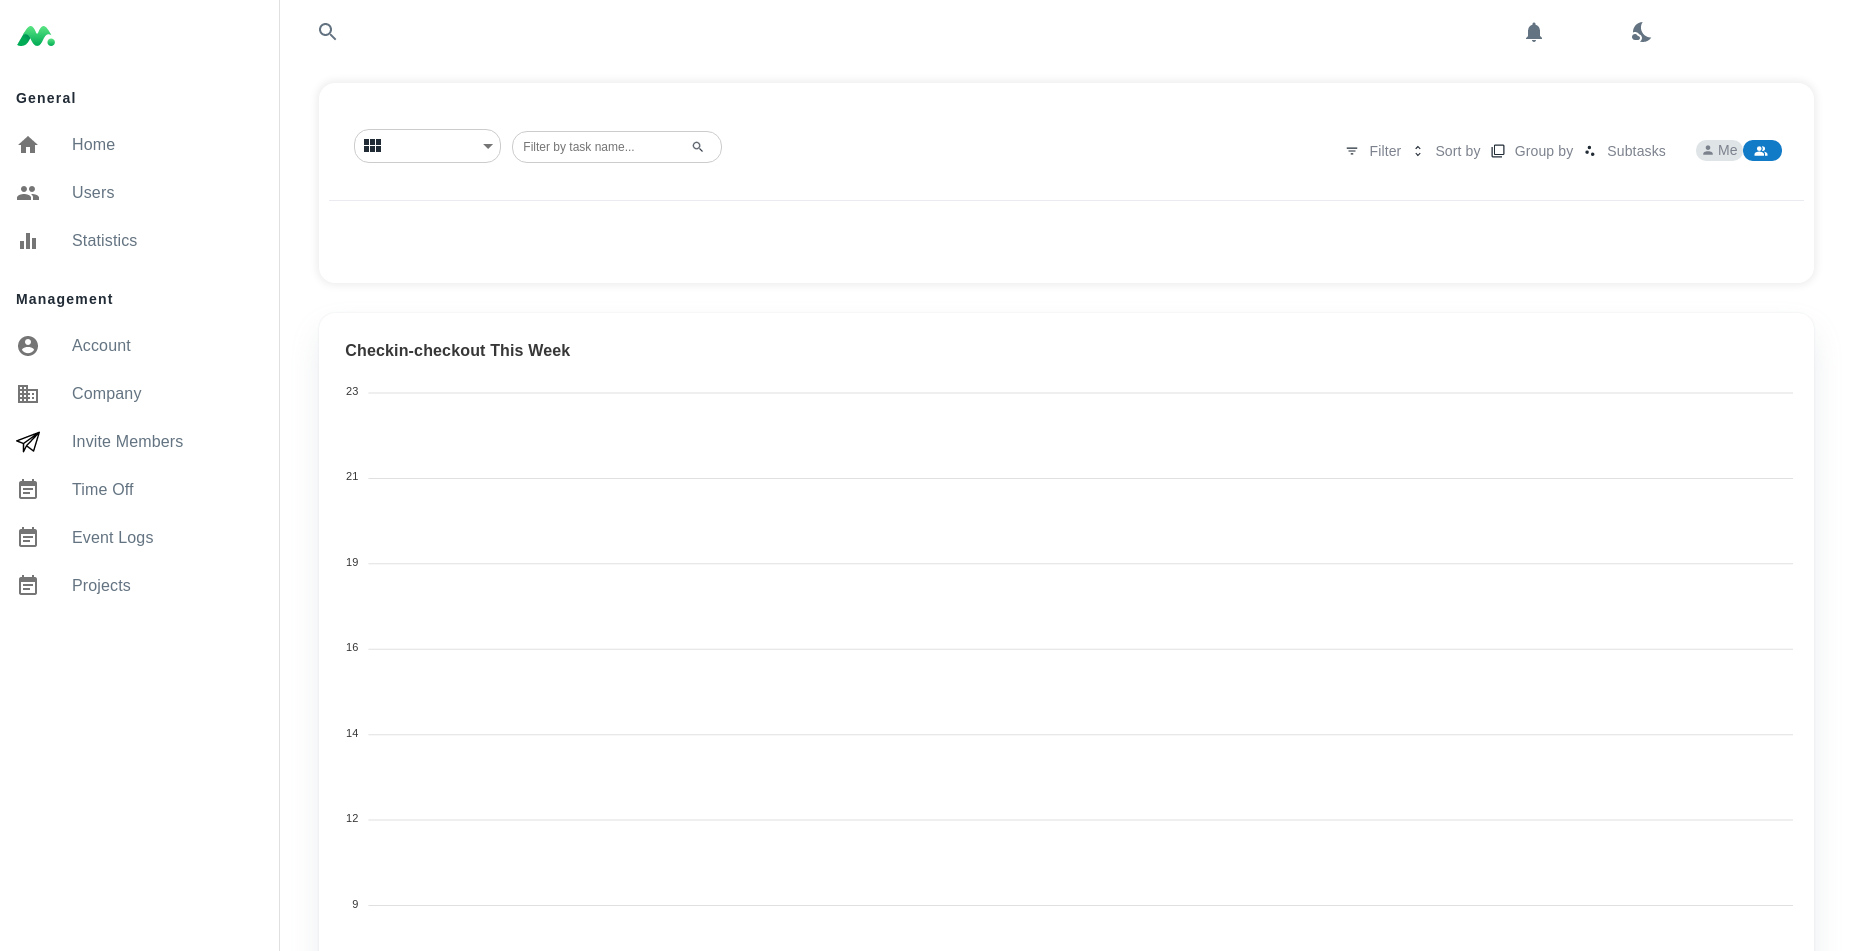 General
Home
Users
Statistics
Management
Account
Company
Invite Members
Time Off
Event Logs
Projects
Filter by task name...
Filter
Sort by
Group by
Subtasks
Me
Checkin-checkout This Week
23
21
19
16
14
12
9